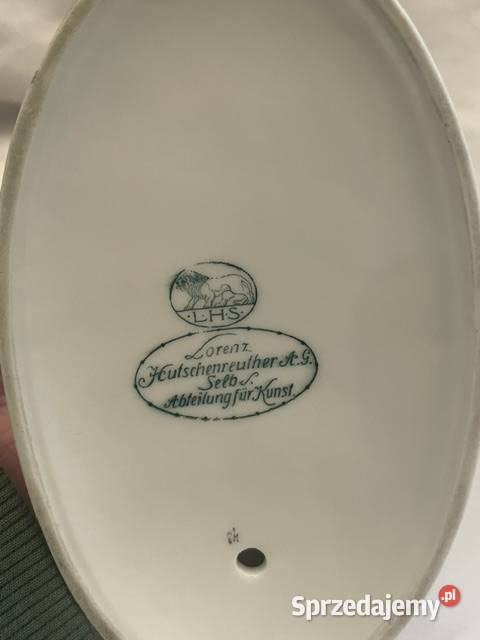 ·L·H·S·
Lorenz
Hutschenreuther A.G.
Selb
Abteilung für Kunst.
Sprzedajemy.pl